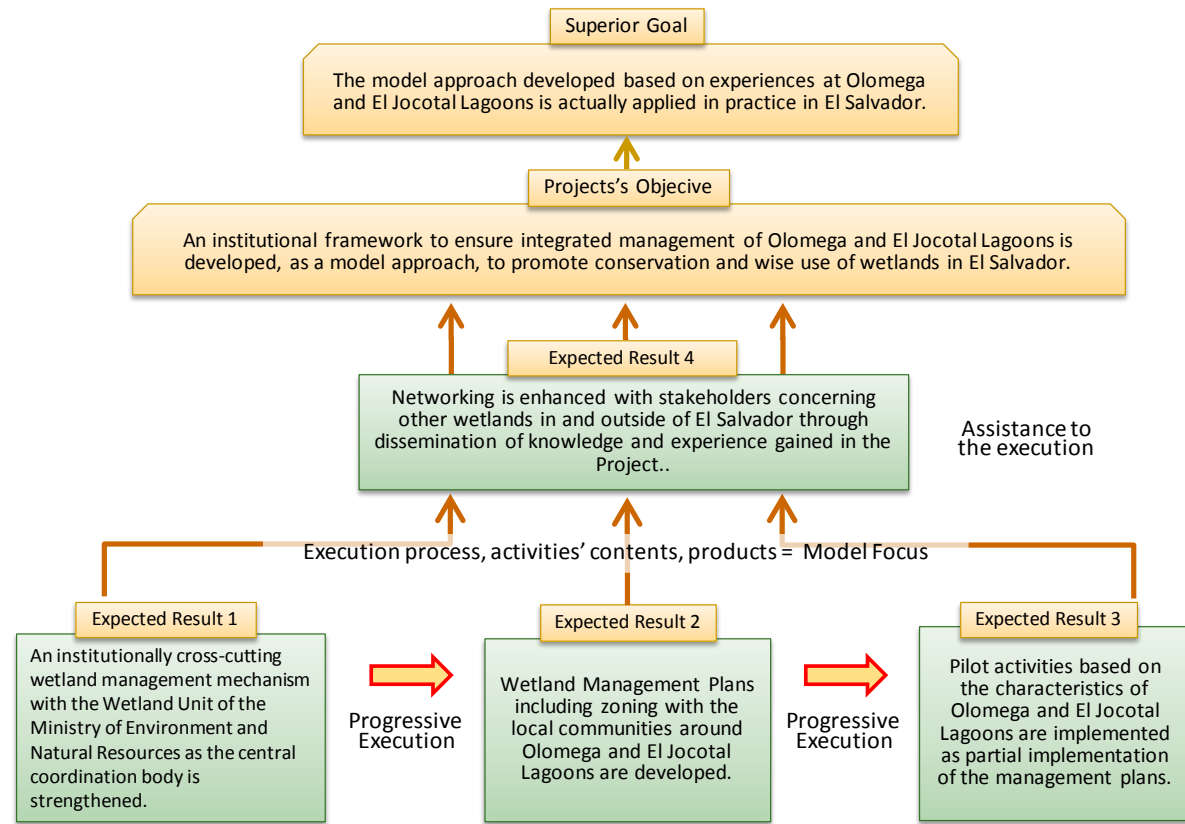 Superior Goal
The model approach developed based on experiences at Olomega
and El Jocotal Lagoons is actually applied in practice in El Salvador.
Projects's Objecive
An institutional framework to ensure integrated management of Olomega and El Jocotal Lagoons is
developed, as a model approach, to promote conservation and wise use of wetlands in El Salvador.
Expected Result 4
Networking is enhanced with stakeholders concerning
other wetlands in and outside of El Salvador through
dissemination of knowledge and experience gained in the
Project..
Assistance to
the execution
Execution process, activities' contents, products = Model Focus
Expected Result 1
An institutionally cross-cutting
wetland management mechanism
with the Wetland Unit of the
Ministry of Environment and
Natural Resources as the central
coordination body is
strengthened.
Progressive
Execution
Expected Result 2
Wetland Management Plans
including zoning with the
local communities around
Olomega and El Jocotal
Lagoons are developed.
Progressive
Execution
Expected Result 3
Pilot activities based on
the characteristics of
Olomega and El Jocotal
Lagoons are implemented
as partial implementation
of the management plans.